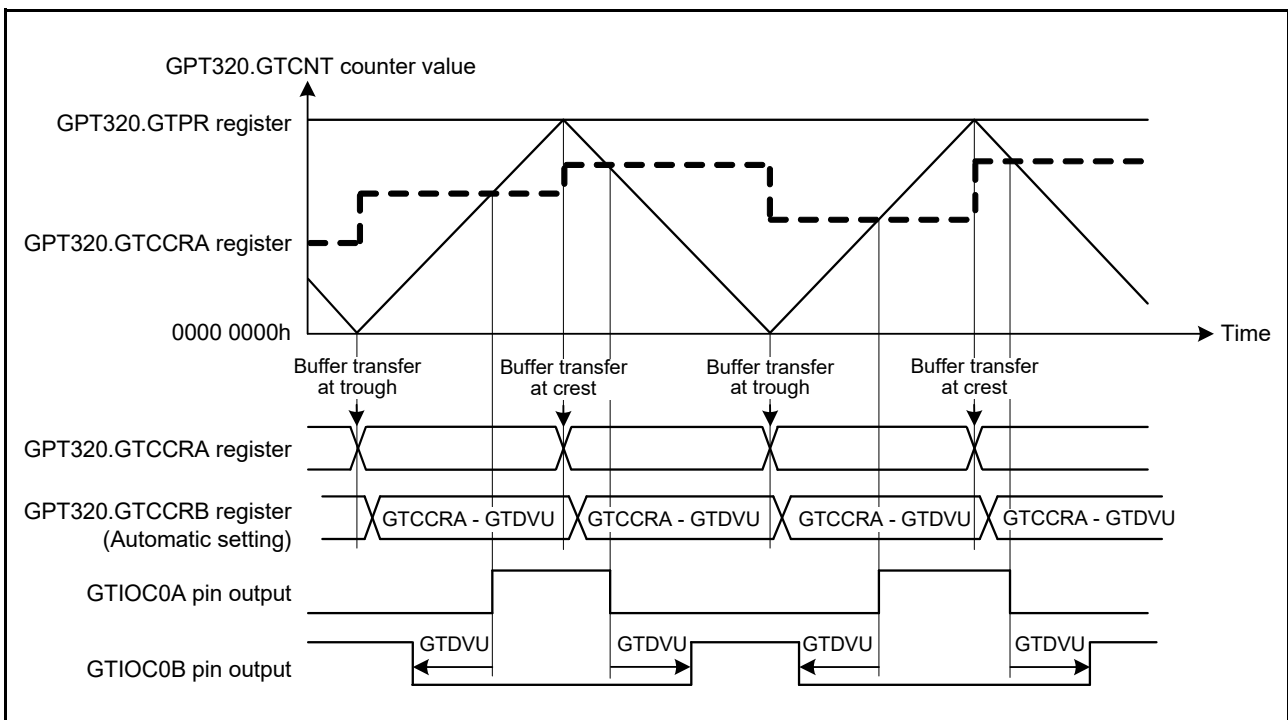 GPT320.GTCNT counter value
GPT320.GTPR register
GPT320.GTCCRA register
0000 0000h
Time
Buffer transfer
at trough
Buffer transfer
at crest
Buffer transfer
at trough
Buffer transfer
at crest
GPT320.GTCCRA register
GPT320.GTCCRB register
(Automatic setting)
GTCCRA - GTDVU
GTCCRA - GTDVU
GTCCRA - GTDVU
GTCCRA - GTDVU
GTIOC0A pin output
GTIOC0B pin output
GTDVU
GTDVU
GTDVU
GTDVU